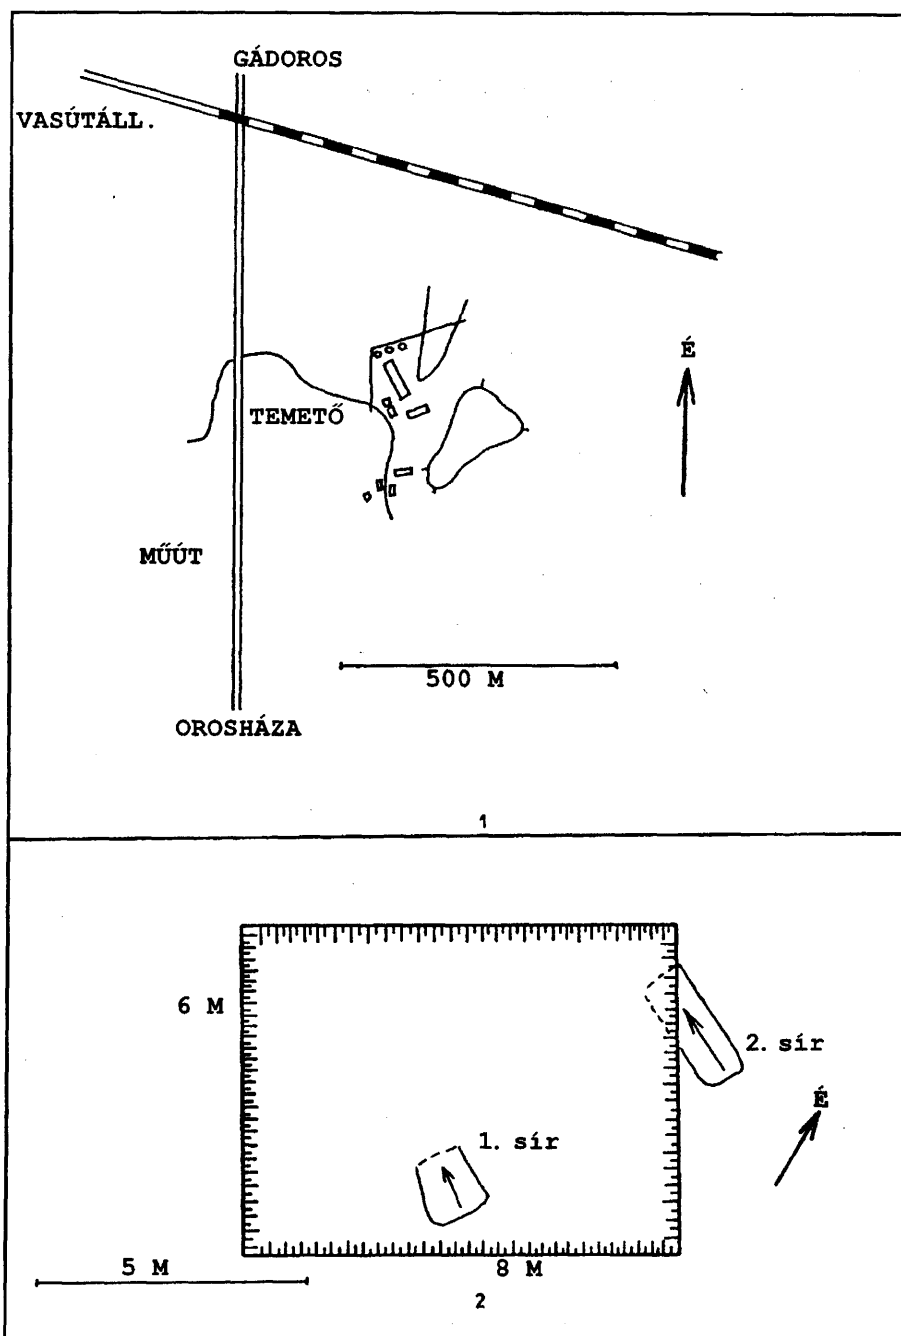 GÁDOROS
VASÚTÁLL.
É
TEMETŐ
MŰÚT
500 M
OROSHÁZA
1
6 M
2. sír
É
1. sír
5 M
8 M
2